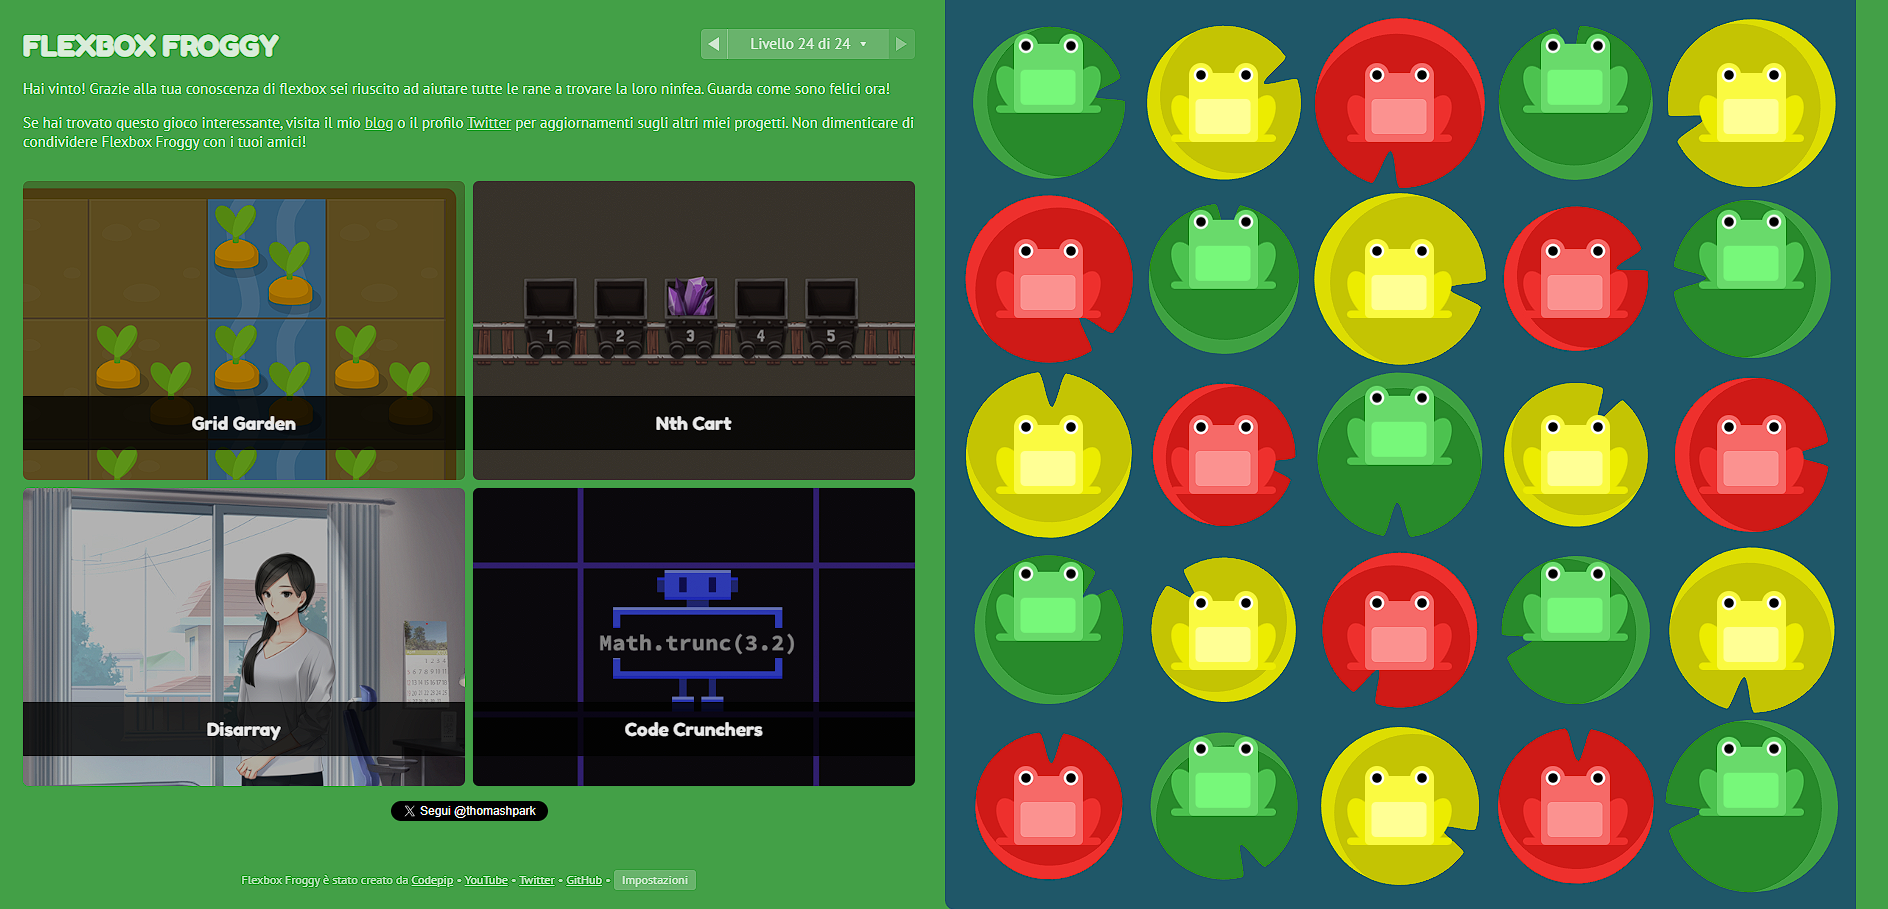 FLEXBOX FROGGY
Livello 24 di 24
Hai vinto! Grazie alla tua conoscenza di flexbox sei riuscito ad aiutare tutte le rane a trovare la loro ninfea. Guarda come sono felici ora!
Se hai trovato questo gioco interessante, visita il mio blog o il profilo Twitter per aggiornamenti sugli altri miei progetti. Non dimenticare di
condividere Flexbox Froggy con i tuoi amici!
Grid Garden
1 2 3 4 5
Nth Cart
Disarray
Math.trunc(3.2)
Code Crunchers
Segui @thomashpark
Flexbox Froggy è stato creato da Codepip • YouTube • Twitter • GitHub • Impostazioni